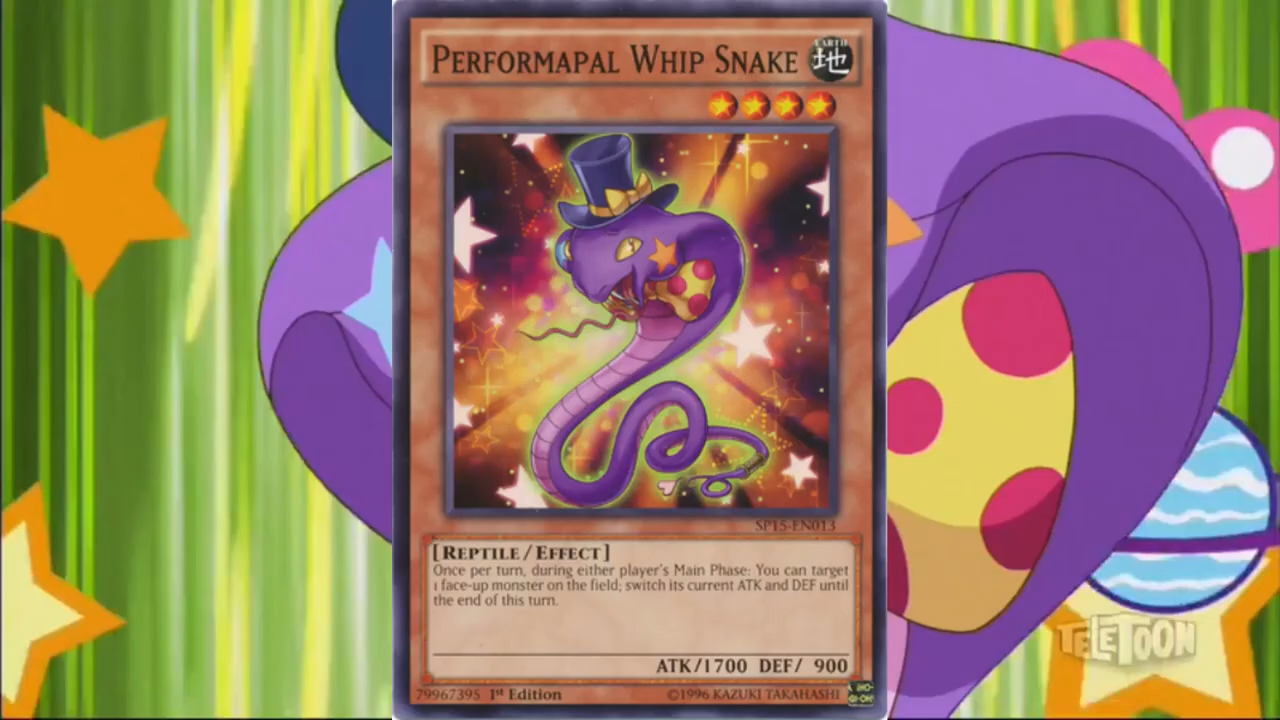 PERFORMAPAL WHIP SNAKE
EARTH
地
SP15-EN013
[REPTILE/EFFECT]
Once per turn, during either player's Main Phase: You can target
1 face-up monster on the field; switch its current ATK and DEF until
the end of this turn.
ATK/1700 DEF/ 900
79967395 1st Edition
©1996 KAZUKI TAKAHASHI
TELETOON